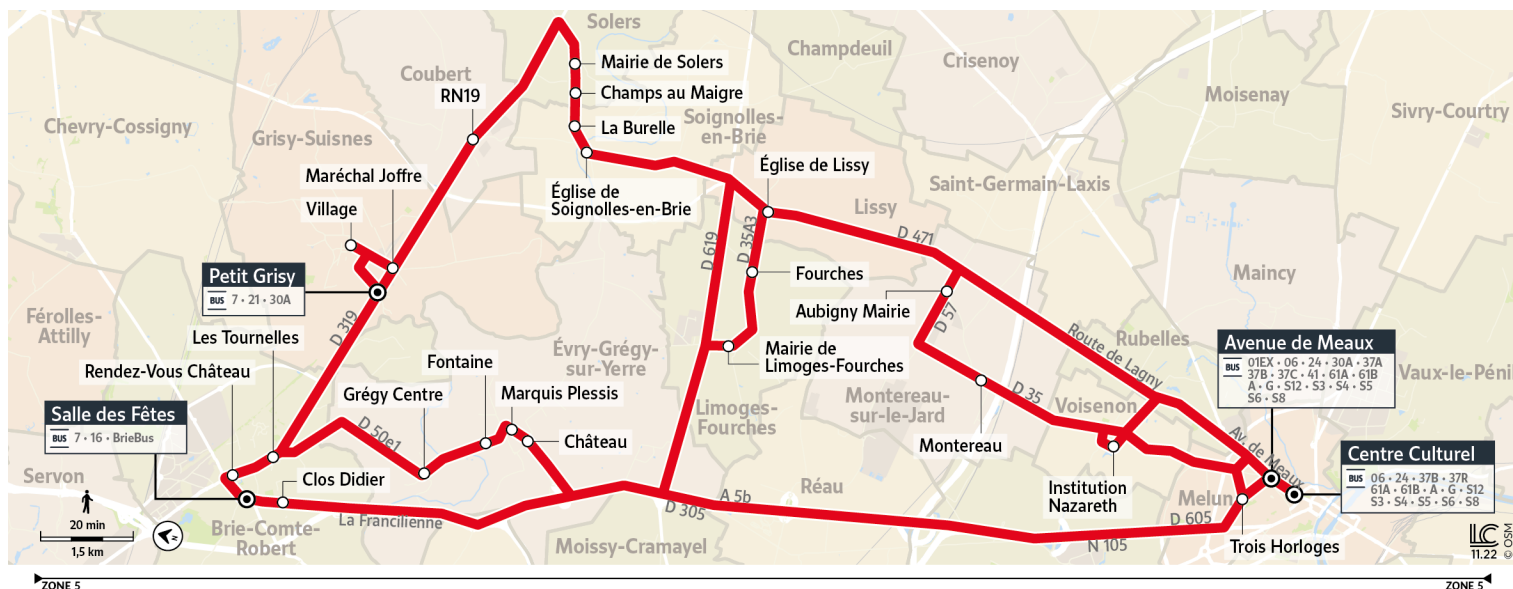 Solers
Mairie de Solers
Champs au Maigre
La Burelle
Soignolles-
en-Brie
Église de
Soignolles-en-Brie
Champdeuil
Crisenoy
Moisenay
Sivry-Courtry
Coubert
RN19
Chevry-Cossigny
Grisy-Suisnes
Maréchal Joffre
Village
Église de Lissy
Saint-Germain-Laxis
Lissy
D 471
D 619
D 35A3
Petit Grisy
BUS 7 • 21 • 30A
Fourches
Maincy
Aubigny Mairie
D 57
Férolles-
Attilly
D 319
Les Tournelles
Rendez-Vous Château
Fontaine
Évry-Grégy-
sur-Yerre
Mairie de
Limoges-Fourches
Route de Lagny
Rubelles
Avenue de Meaux
BUS 01EX • 06 • 24 • 30A • 37A
37B • 37C • 41 • 61A • 61B
A • G • S12 • S3 • S4 • S5
S6 • S8
Vaux-le-Pénil
Grégy Centre
Marquis Plessis
D 50e1
Château
Salle des Fêtes
BUS 7 • 16 • BrieBus
Limoges-
Fourches
Montereau-
sur-le-Jard
D 35
Voisenon
Montereau
Av. de Meaux
Centre Culturel
BUS 06 • 24 • 37B • 37R
61A • 61B • A • G • S12
S3 • S4 • S5 • S6 • S8
Servon
Clos Didier
La Francilienne
Brie-Comte-
Robert
20 min
1,5 km
N
Réau
A 5b
D 305
Institution
Nazareth
Melun
D 605
N 105
Trois Horloges
Moissy-Cramayel
LC
11.22
© OSM
ZONE 5
ZONE 5